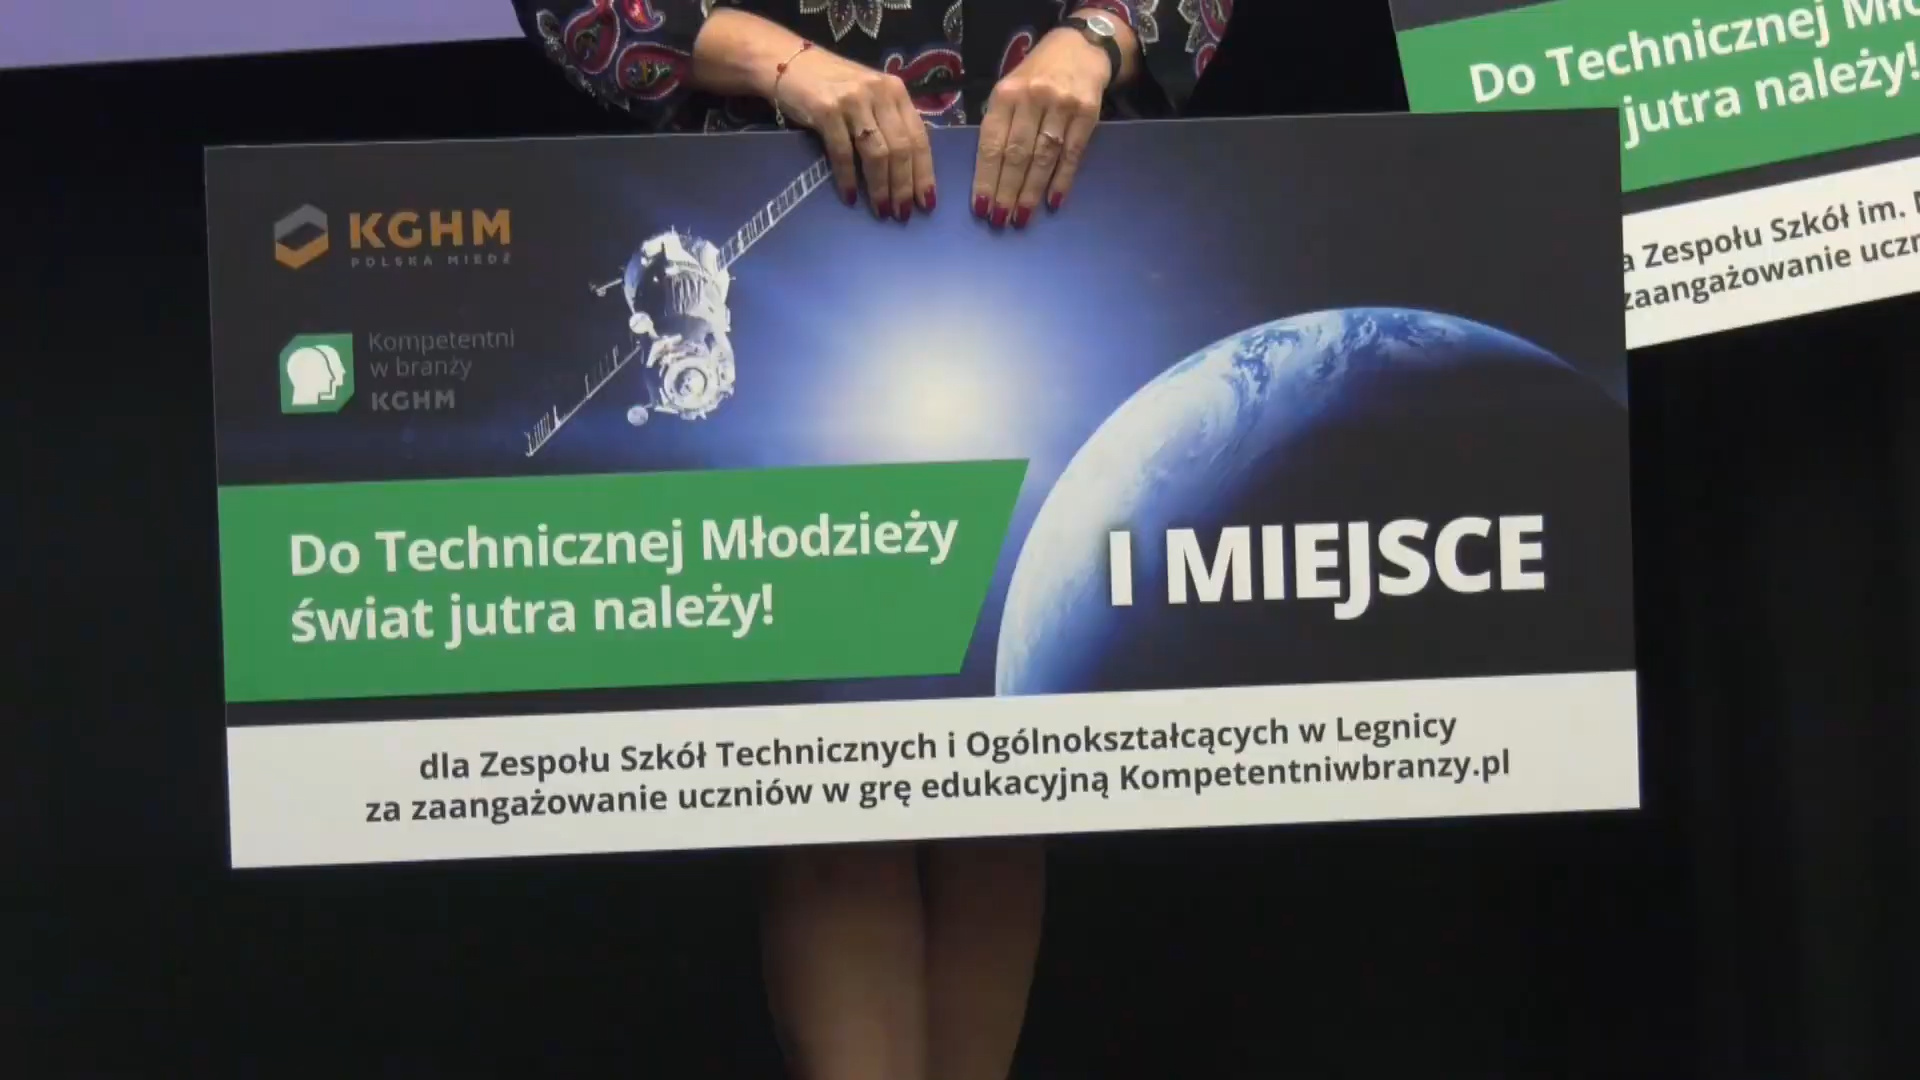 KGHM
POLSKA MIEDŹ
Kompetentni
w branży
KGHM
Do Technicznej Młodzieży
świat jutra należy!
I MIEJSCE
dla Zespołu Szkół Technicznych i Ogólnokształcących w Legnicy
za zaangażowanie uczniów w grę edukacyjną Kompetentniwbranzy.pl
Do Technicznej
jutra należy!
Zespołu Szkół im.
zaangażowanie